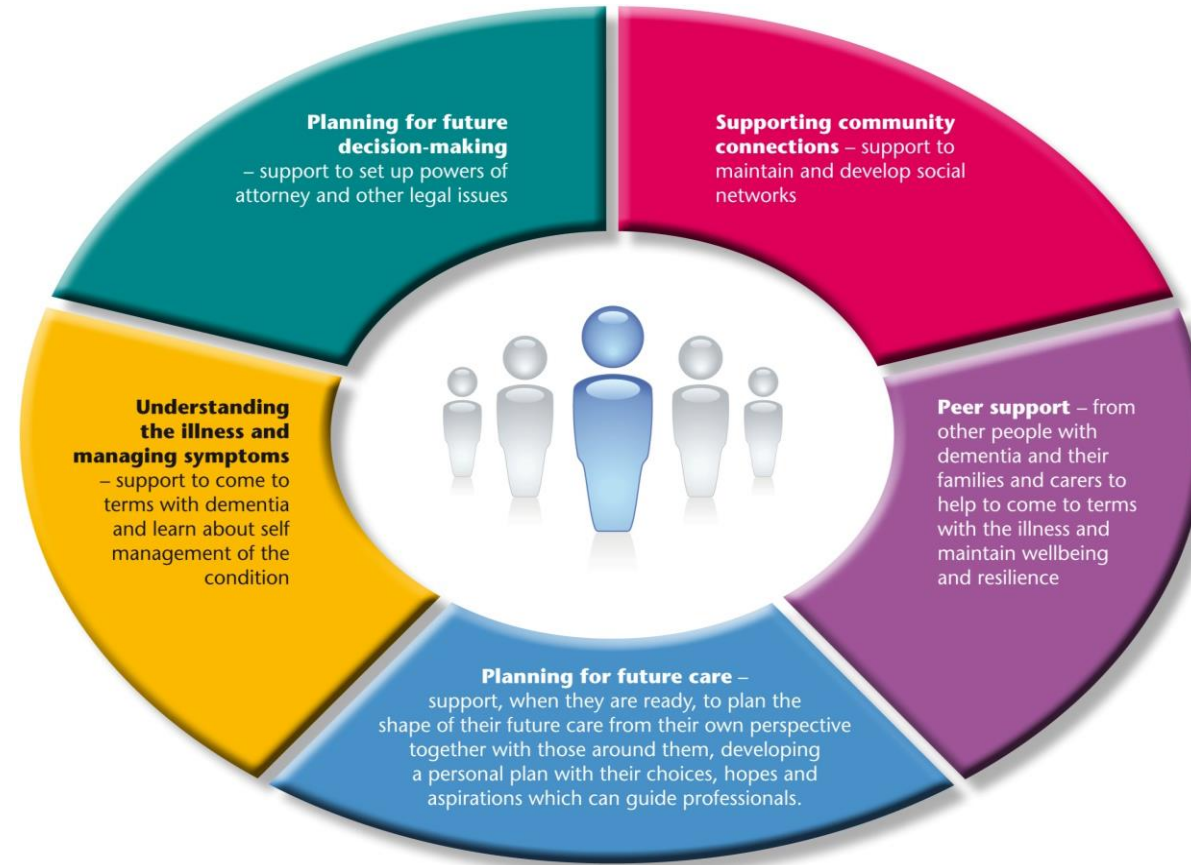 Planning for future
decision-making
– support to set up powers of
attorney and other legal issues
Supporting community
connections – support to
maintain and develop social
networks
Understanding
the illness and
managing symptoms
– support to come to
terms with dementia
and learn about self
management of the
condition
Peer support – from
other people with
dementia and their
families and carers to
help to come to terms
with the illness and
maintain wellbeing
and resilience
Planning for future care –
support, when they are ready, to plan the
shape of their future care from their own perspective
together with those around them, developing
a personal plan with their choices, hopes and
aspirations which can guide professionals.